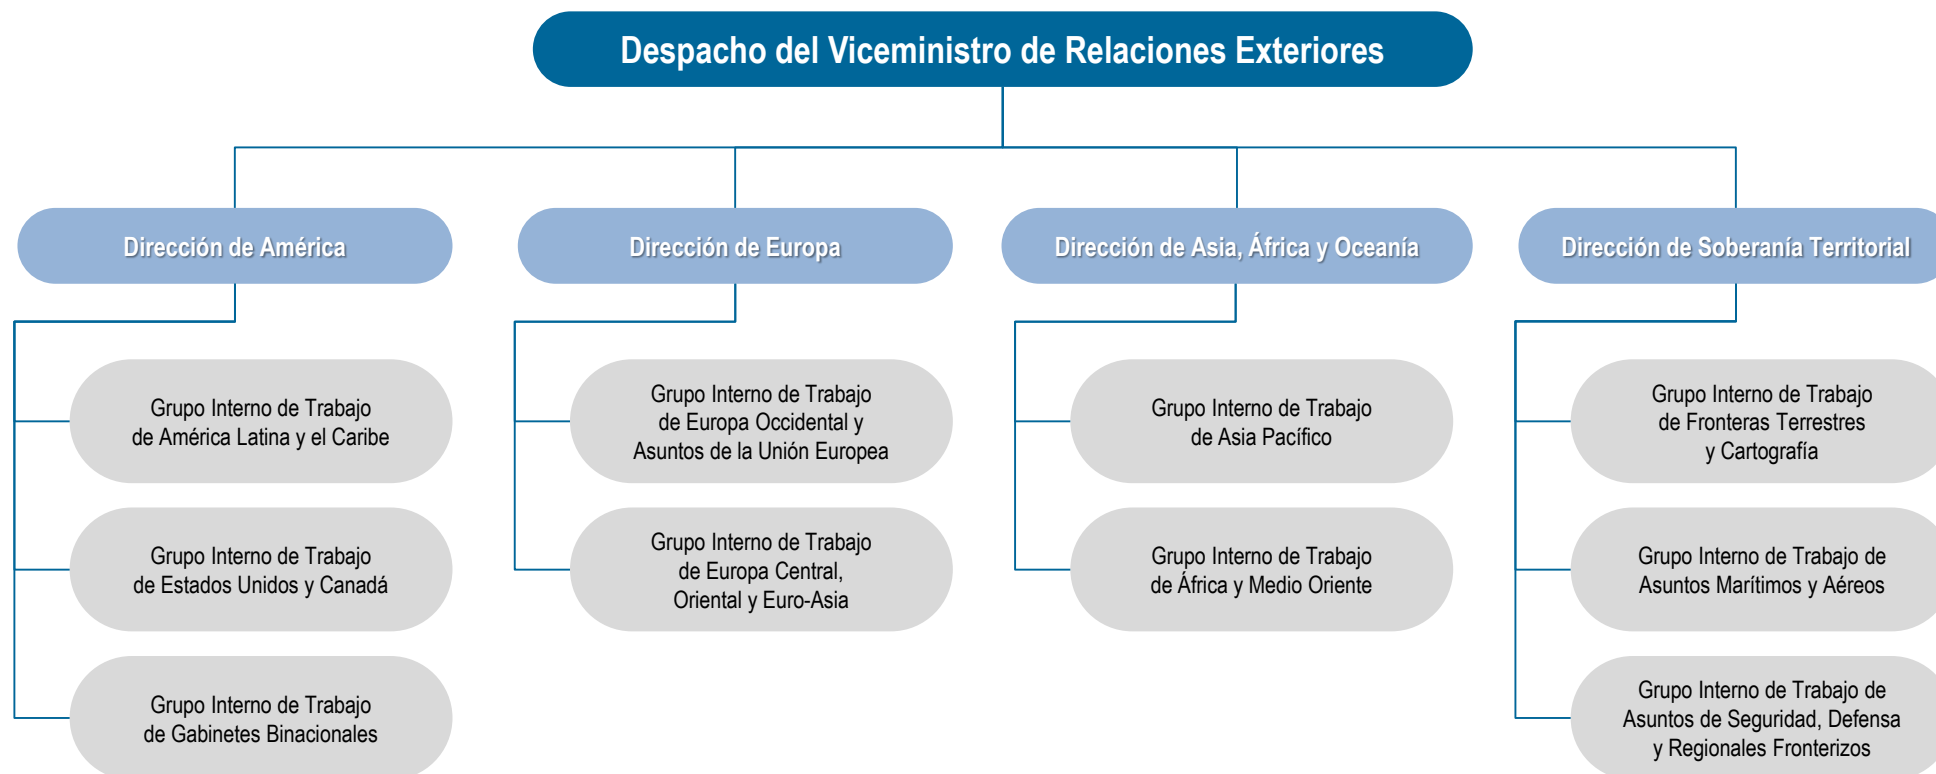 Despacho del Viceministro de Relaciones Exteriores
Dirección de América
Dirección de Europa
Dirección de Asia, África y Oceanía
Dirección de Soberanía Territorial
Grupo Interno de Trabajo
de América Latina y el Caribe
Grupo Interno de Trabajo
de Europa Occidental y
Asuntos de la Unión Europea
Grupo Interno de Trabajo
de Asia Pacífico
Grupo Interno de Trabajo
de Fronteras Terrestres
y Cartografía
Grupo Interno de Trabajo
de Estados Unidos y Canadá
Grupo Interno de Trabajo
de Europa Central,
Oriental y Euro-Asia
Grupo Interno de Trabajo
de África y Medio Oriente
Grupo Interno de Trabajo de
Asuntos Marítimos y Aéreos
Grupo Interno de Trabajo
de Gabinetes Binacionales
Grupo Interno de Trabajo de
Asuntos de Seguridad, Defensa
y Regionales Fronterizos